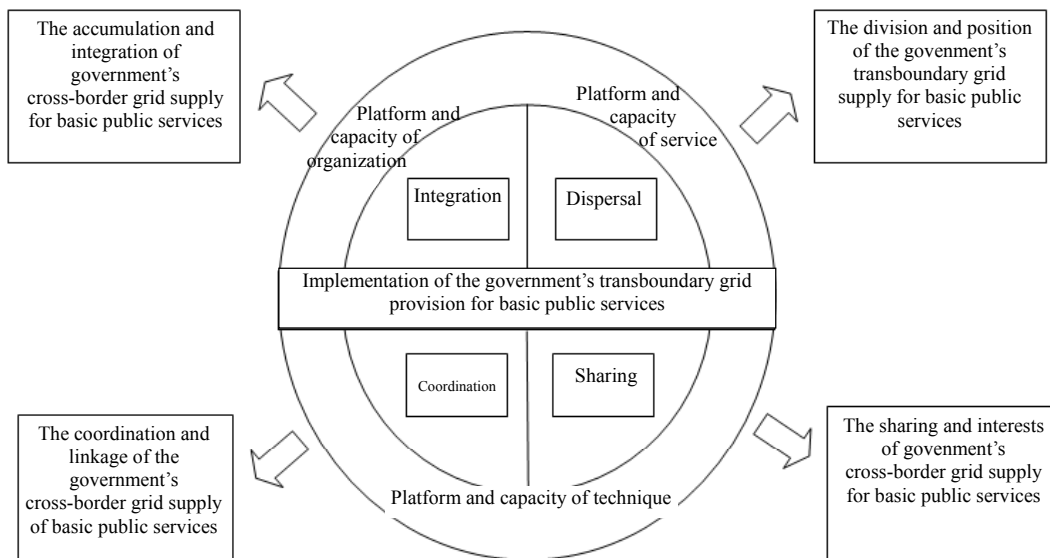 The accumulation and
integration of
government's
cross-border grid supply
for basic public services
The division and position
of the govenment's
transboundary grid
supply for basic public
services
Platform and
capacity of
organization
Platform and
capacity
of service
Integration
Dispersal
Implementation of the government's transboundary grid
provision for basic public services
Coordination
Sharing
The coordination and
linkage of the
government's
cross-border grid supply
of basic public services
The sharing and interests
of govenment's
cross-border grid supply
for basic public services
Platform and capacity of technique